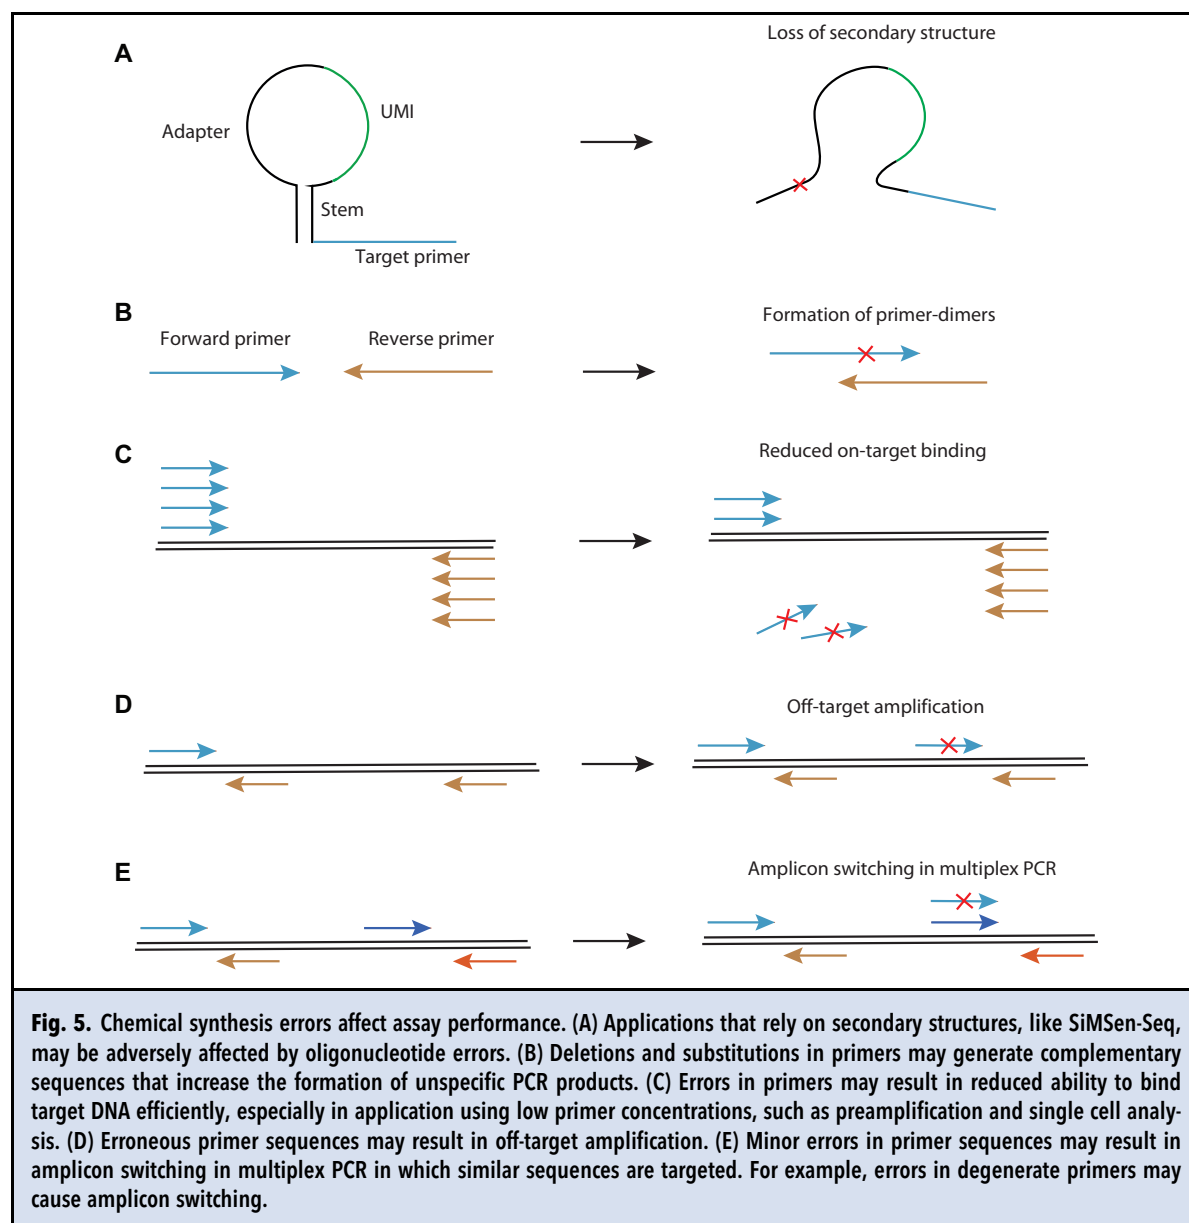 A
Loss of secondary structure
UMI
Adapter
Stem
Target primer
B
Forward primer
Reverse primer
Formation of primer-dimers
C
Reduced on-target binding
D
Off-target amplification
E
Amplicon switching in multiplex PCR
Fig. 5. Chemical synthesis errors affect assay performance. (A) Applications that rely on secondary structures, like SiMSen-Seq,
may be adversely affected by oligonucleotide errors. (B) Deletions and substitutions in primers may generate complementary
sequences that increase the formation of unspecific PCR products. (C) Errors in primers may result in reduced ability to bind
target DNA efficiently, especially in application using low primer concentrations, such as preamplification and single cell analy-
sis. (D) Erroneous primer sequences may result in off-target amplification. (E) Minor errors in primer sequences may result in
amplicon switching in multiplex PCR in which similar sequences are targeted. For example, errors in degenerate primers may
cause amplicon switching.